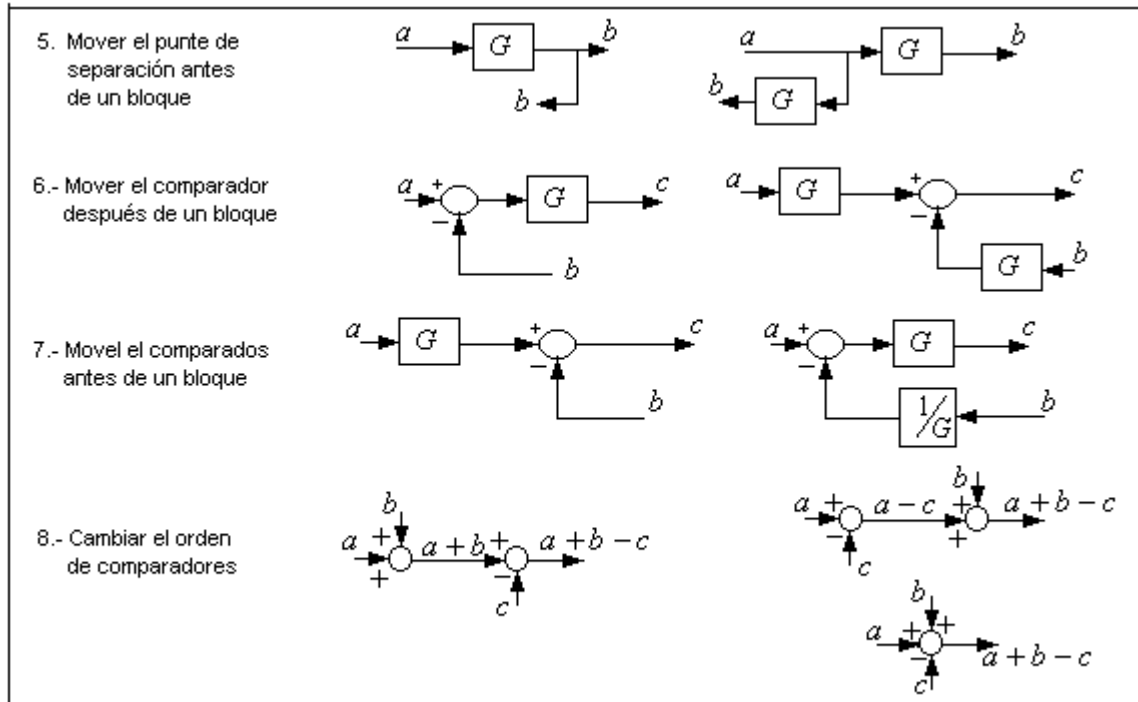 5. Mover el punte de
separación antes
de un bloque
a G b
b
a G b
b G
6.- Mover el comparador
después de un bloque
a + G c
−
b
a G + c
−
G b
7.- Movel el comparados
antes de un bloque
a G + c
−
b
a + G c
−
1/G b
8.- Cambiar el orden
de comparadores
b
a + a + b + a + b − c
+ −
c
b
a + a − c + a + b − c
− +
c
b
a + +
− a + b − c
c